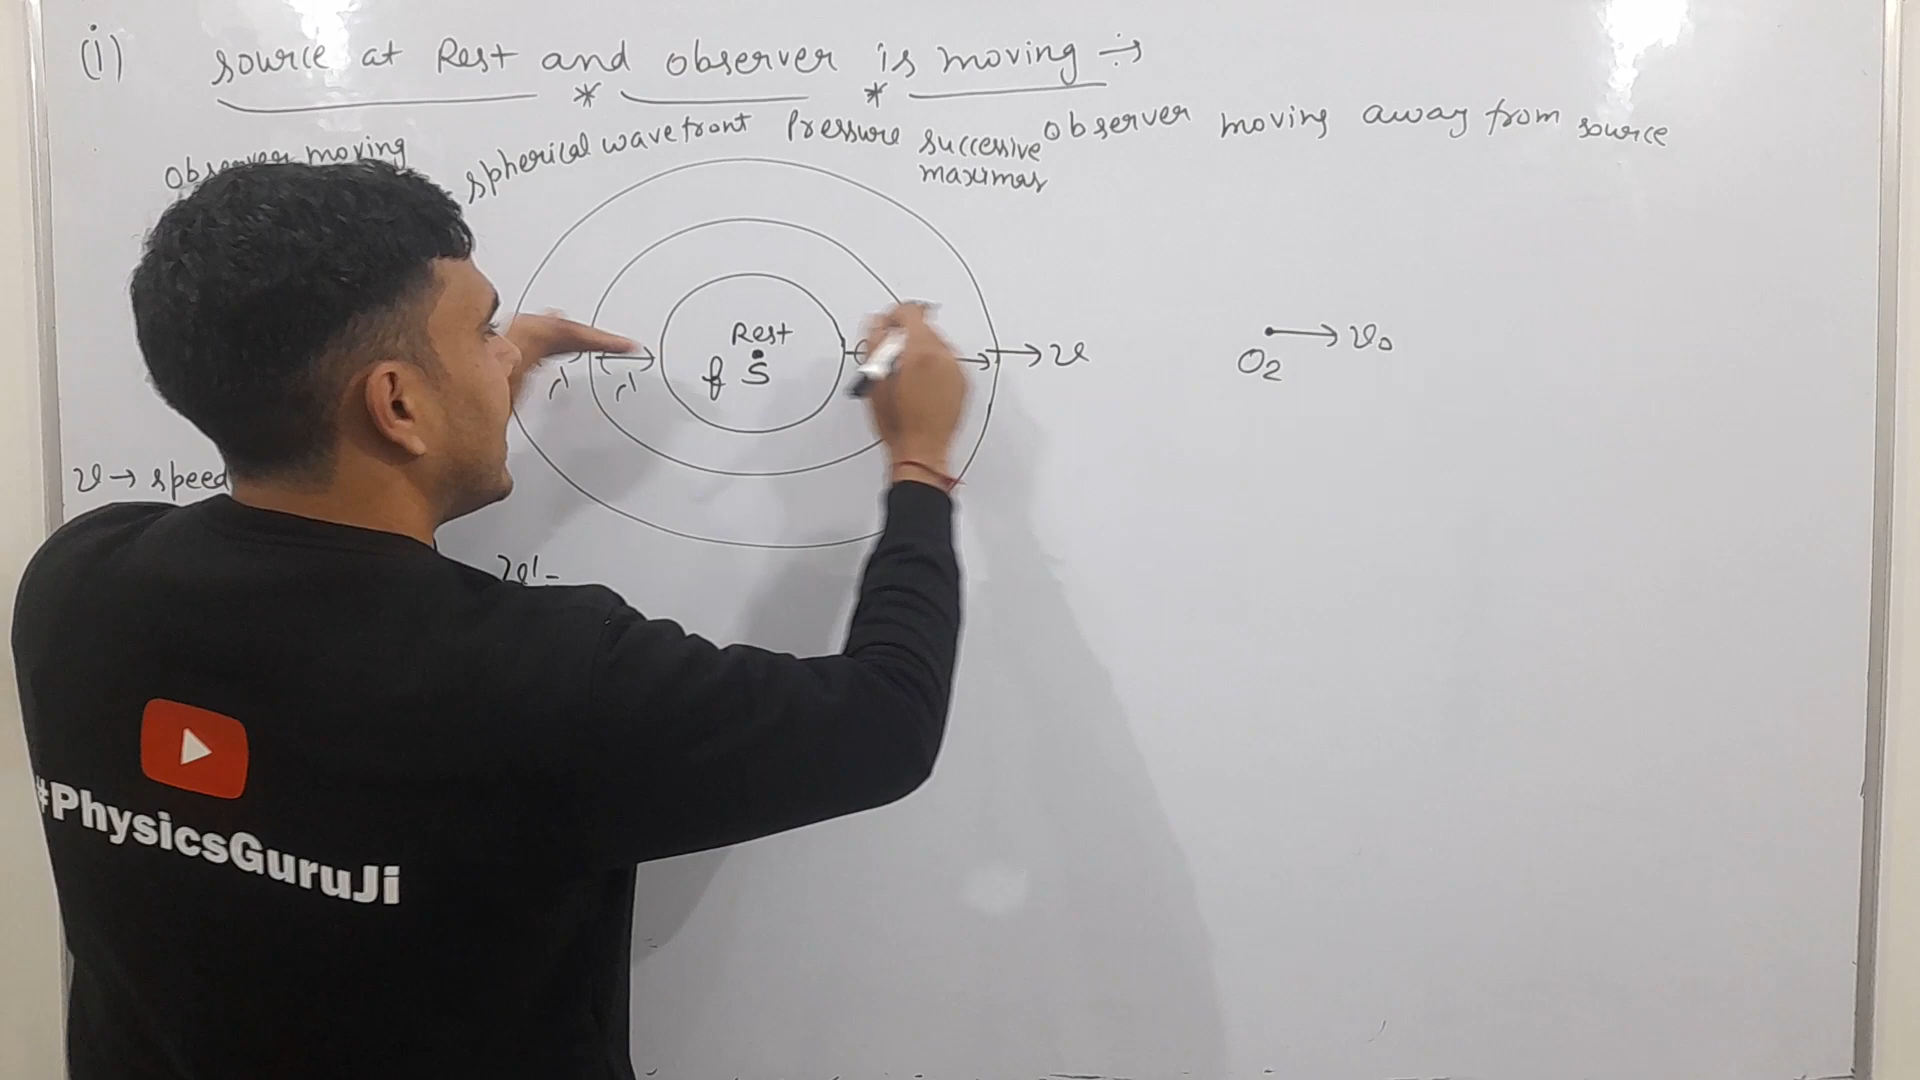 (i) source at Rest and observer is moving ÷→
* *
observer moving
spherical wavefront Pressure successive maximas
observer moving away from source
Rest
f S
→ v
O2 → v0
v → speed
v' =
#PhysicsGuruJi